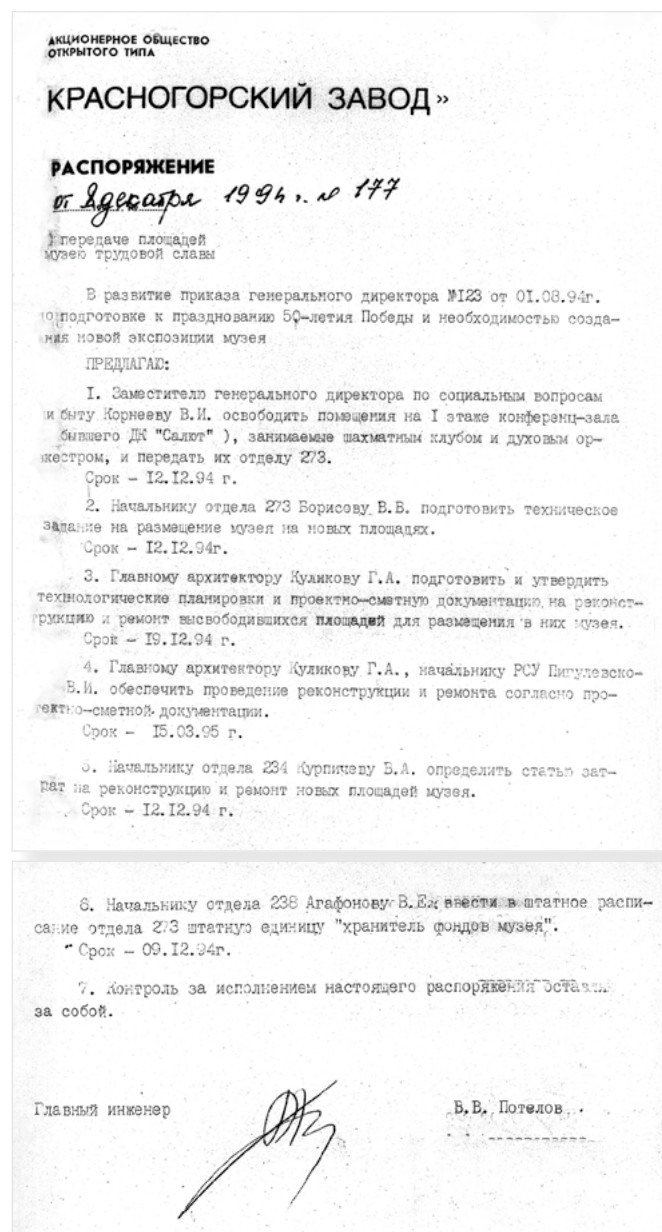 АКЦИОНЕРНОЕ ОБЩЕСТВО
ОТКРЫТОГО ТИПА
КРАСНОГОРСКИЙ ЗАВОД»
РАСПОРЯЖЕНИЕ
от 8 декабря 1994 г. № 177
) передаче площадей
музею трудовой славы
В развитие приказа генерального директора №123 от 01.08.94г.
о подготовке к празднованию 50-летия Победы и необходимостью созда-
ния новой экспозиции музея
ПРЕДЛАГАЮ:
I. Заместителю генерального директора по социальным вопросам
и быту Корнееву В.И. освободить помещения на I этаже конференц-зала
бывшего ДК "Салют" ), занимаемые шахматным клубом и духовым ор-
кестром, и передать их отделу 273.
Срок – I2.I2.94 г.
2. Начальнику отдела 273 Борисову В.В. подготовить техническое
задание на размещение музея на новых площадях.
Срок – I2.I2.94г.
3. Главному архитектору Куликову Г.А. подготовить и утвердить
технологические планировки и проектно-сметную документацию на реконст-
рукцию и ремонт высвободившихся площадей для размещения в них музея.
Срок – I9.I2.94 г.
4. Главному архитектору Куликову Г.А., начальнику РСУ Пигулевско-
В.И. обеспечить проведение реконструкции и ремонта согласно про-
ектно-сметной документации.
Срок – I5.03.95 г.
5. Начальнику отдела 234 Курпичеву В.А. определить статью зат-
рат на реконструкцию и ремонт новых площадей музея.
Срок – I2.I2.94 г.
6. Начальнику отдела 238 Агафонову В.Е. ввести в штатное распи-
сание отдела 273 штатную единицу "хранитель фондов музея".
Срок – 09.I2.94г.
7. Контроль за исполнением настоящего распоряжения
за собой.
Главный инженер
В.В. Потелов